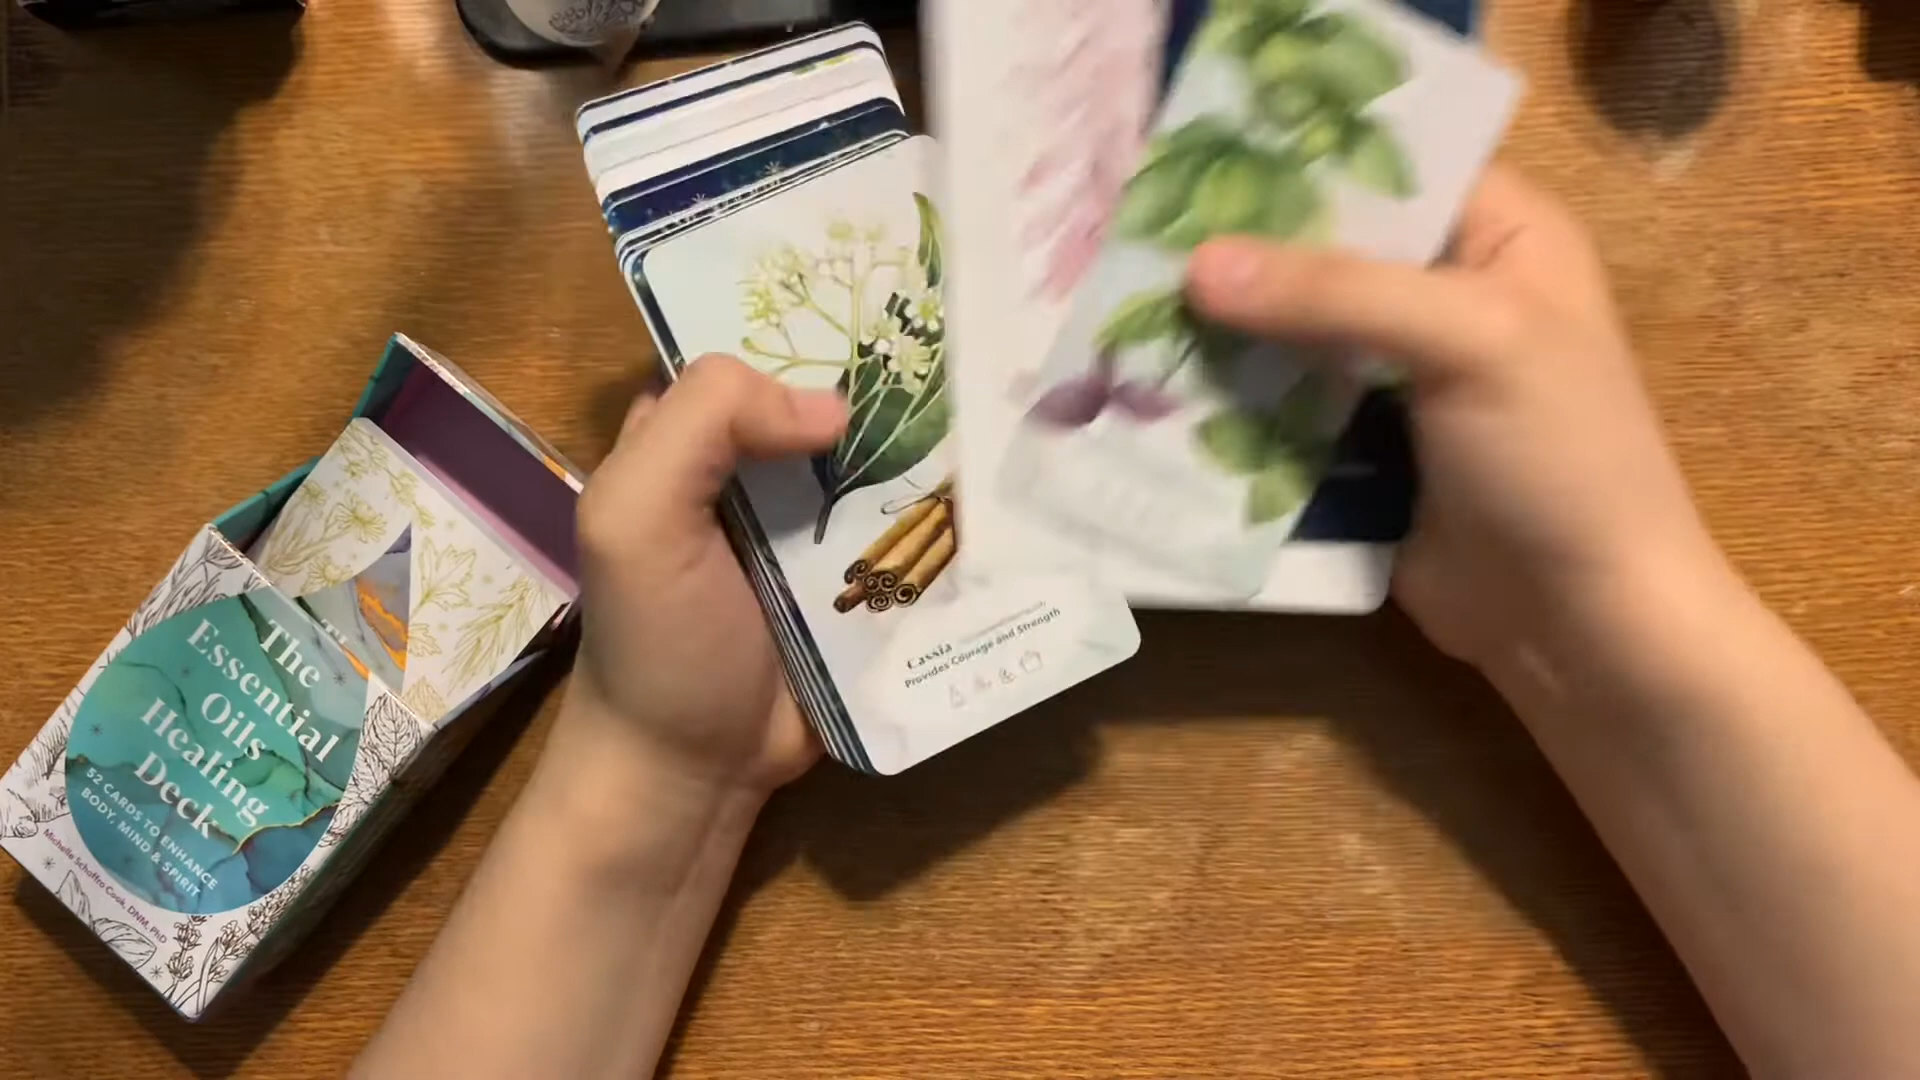 The
Essential
Oils
Healing
Deck
52 CARDS TO ENHANCE
BODY, MIND & SPIRIT
Michelle Schoffro Cook, DNM, PhD
The
Cassia
Provides Courage and Strength